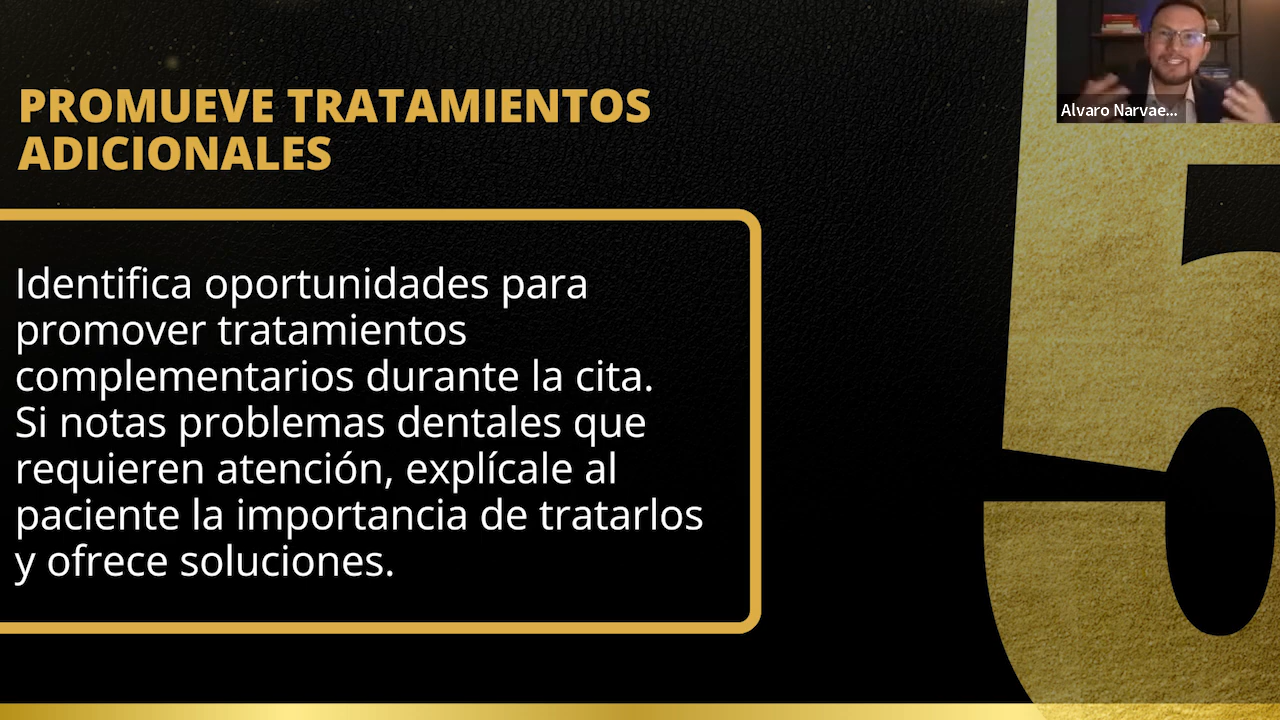 PROMUEVE TRATAMIENTOS
ADICIONALES
Identifica oportunidades para
promover tratamientos
complementarios durante la cita.
Si notas problemas dentales que
requieren atención, explícale al
paciente la importancia de tratarlos
y ofrece soluciones.
5
Alvaro Narvae...